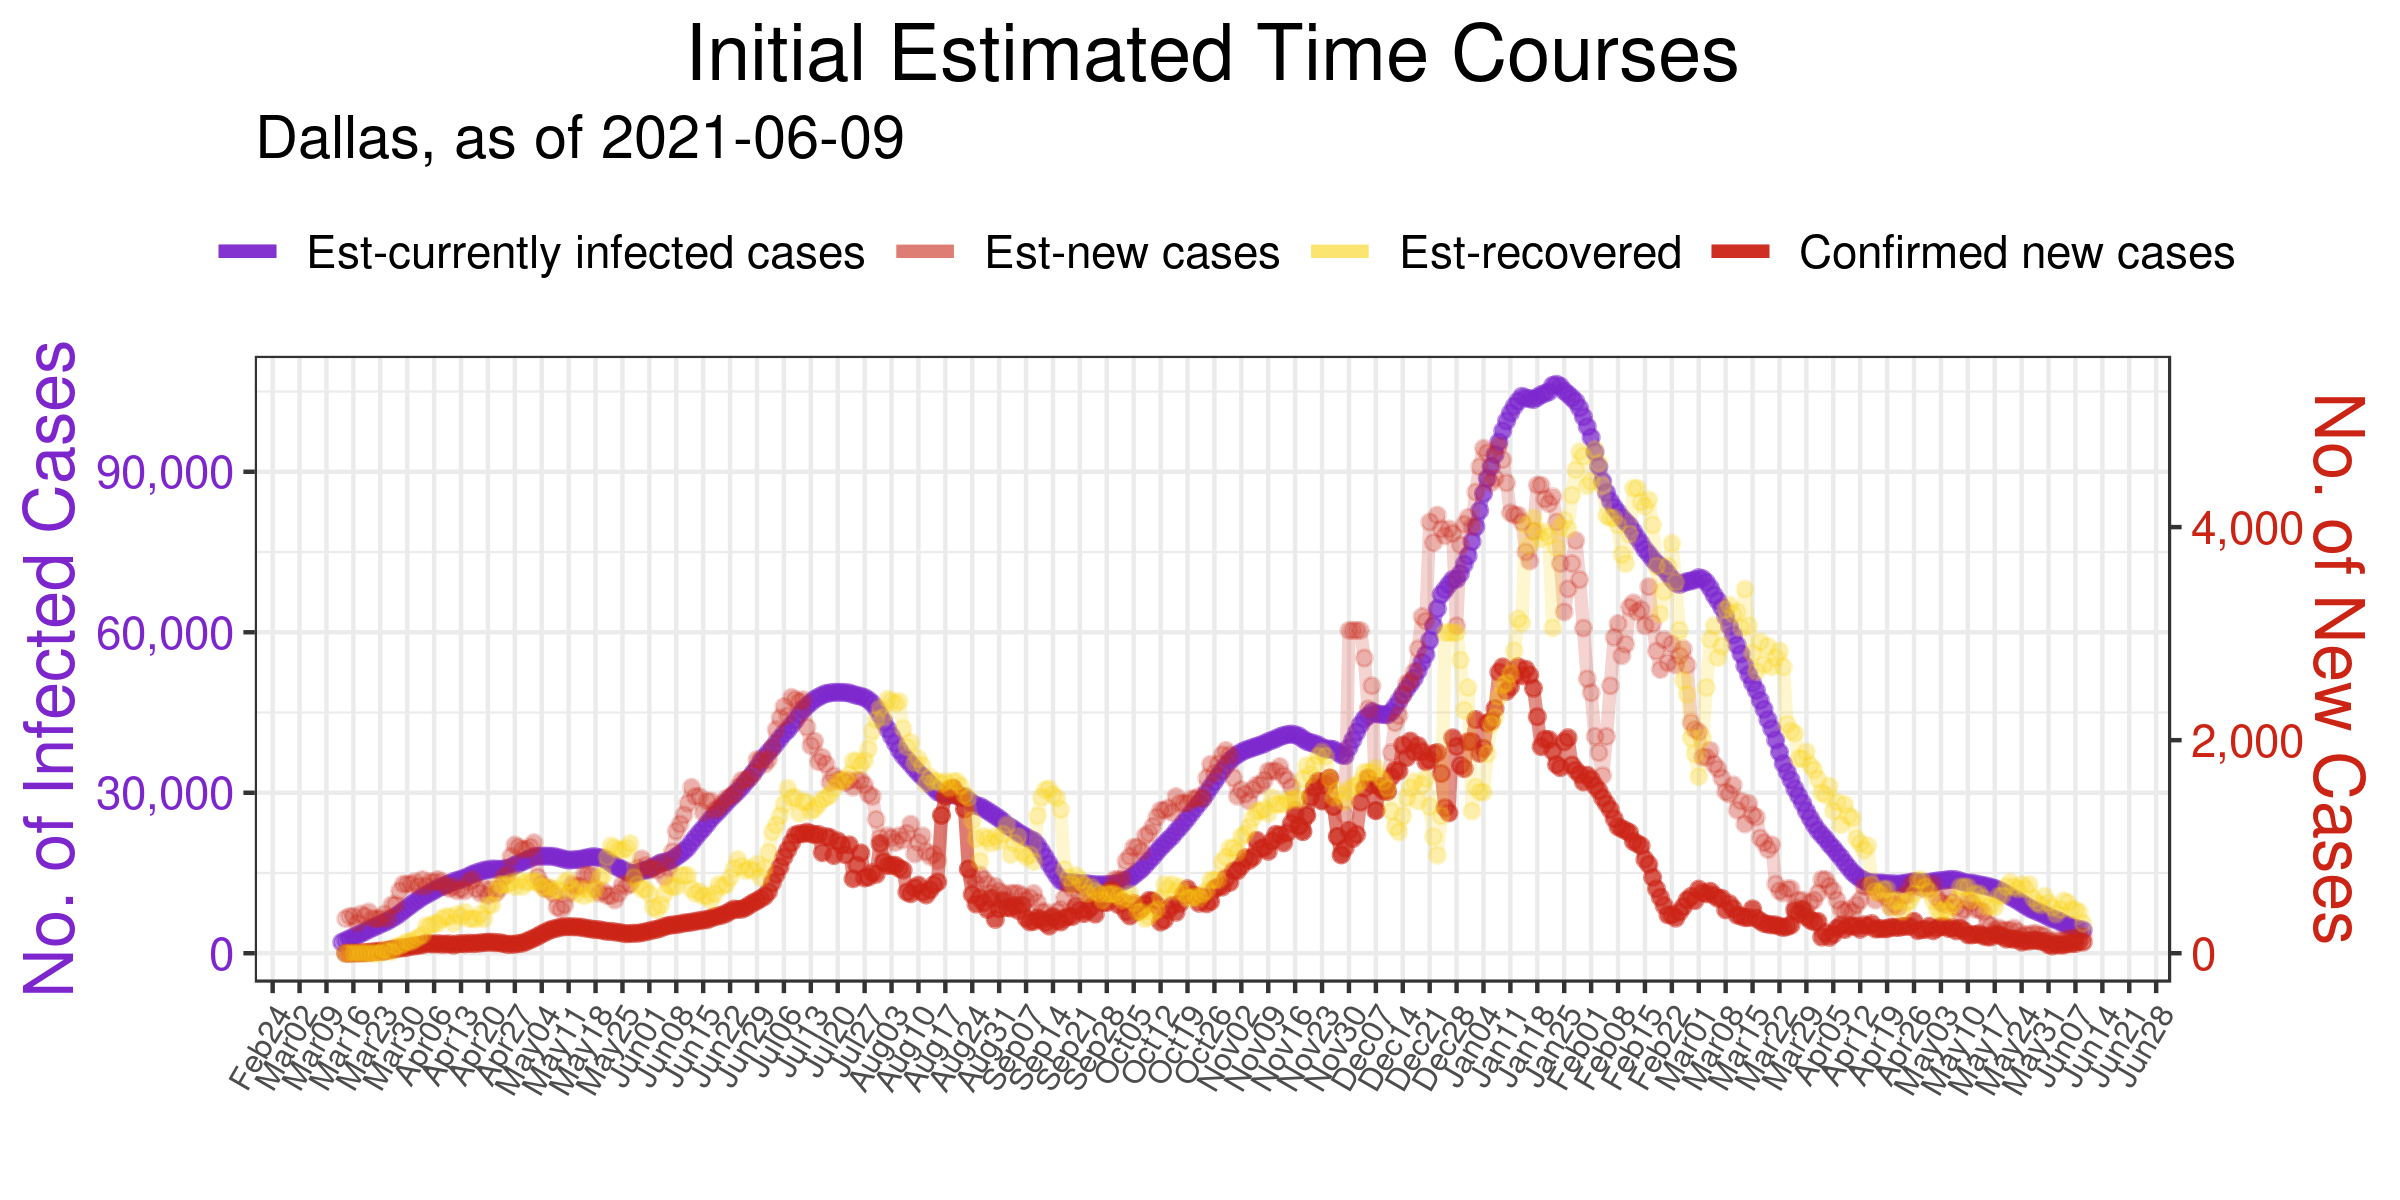 Initial Estimated Time Courses
Dallas, as of 2021-06-09
Est-currently infected cases
Est-new cases
Est-recovered
Confirmed new cases
No. of Infected Cases
90,000
60,000
30,000
0
4,000
2,000
0
No. of New Cases
Feb24
Mar02
Mar09
Mar16
Mar23
Mar30
Apr06
Apr13
Apr20
Apr27
May04
May11
May18
May25
Jun01
Jun08
Jun15
Jun22
Jun29
Jul06
Jul13
Jul20
Jul27
Aug03
Aug10
Aug17
Aug24
Aug31
Sep07
Sep14
Sep21
Sep28
Oct05
Oct12
Oct19
Oct26
Nov02
Nov09
Nov16
Nov23
Nov30
Dec07
Dec14
Dec21
Dec28
Jan04
Jan11
Jan18
Jan25
Feb01
Feb08
Feb15
Feb22
Mar01
Mar08
Mar15
Mar22
Mar29
Apr05
Apr12
Apr19
Apr26
May03
May10
May17
May24
May31
Jun07
Jun14
Jun21
Jun28